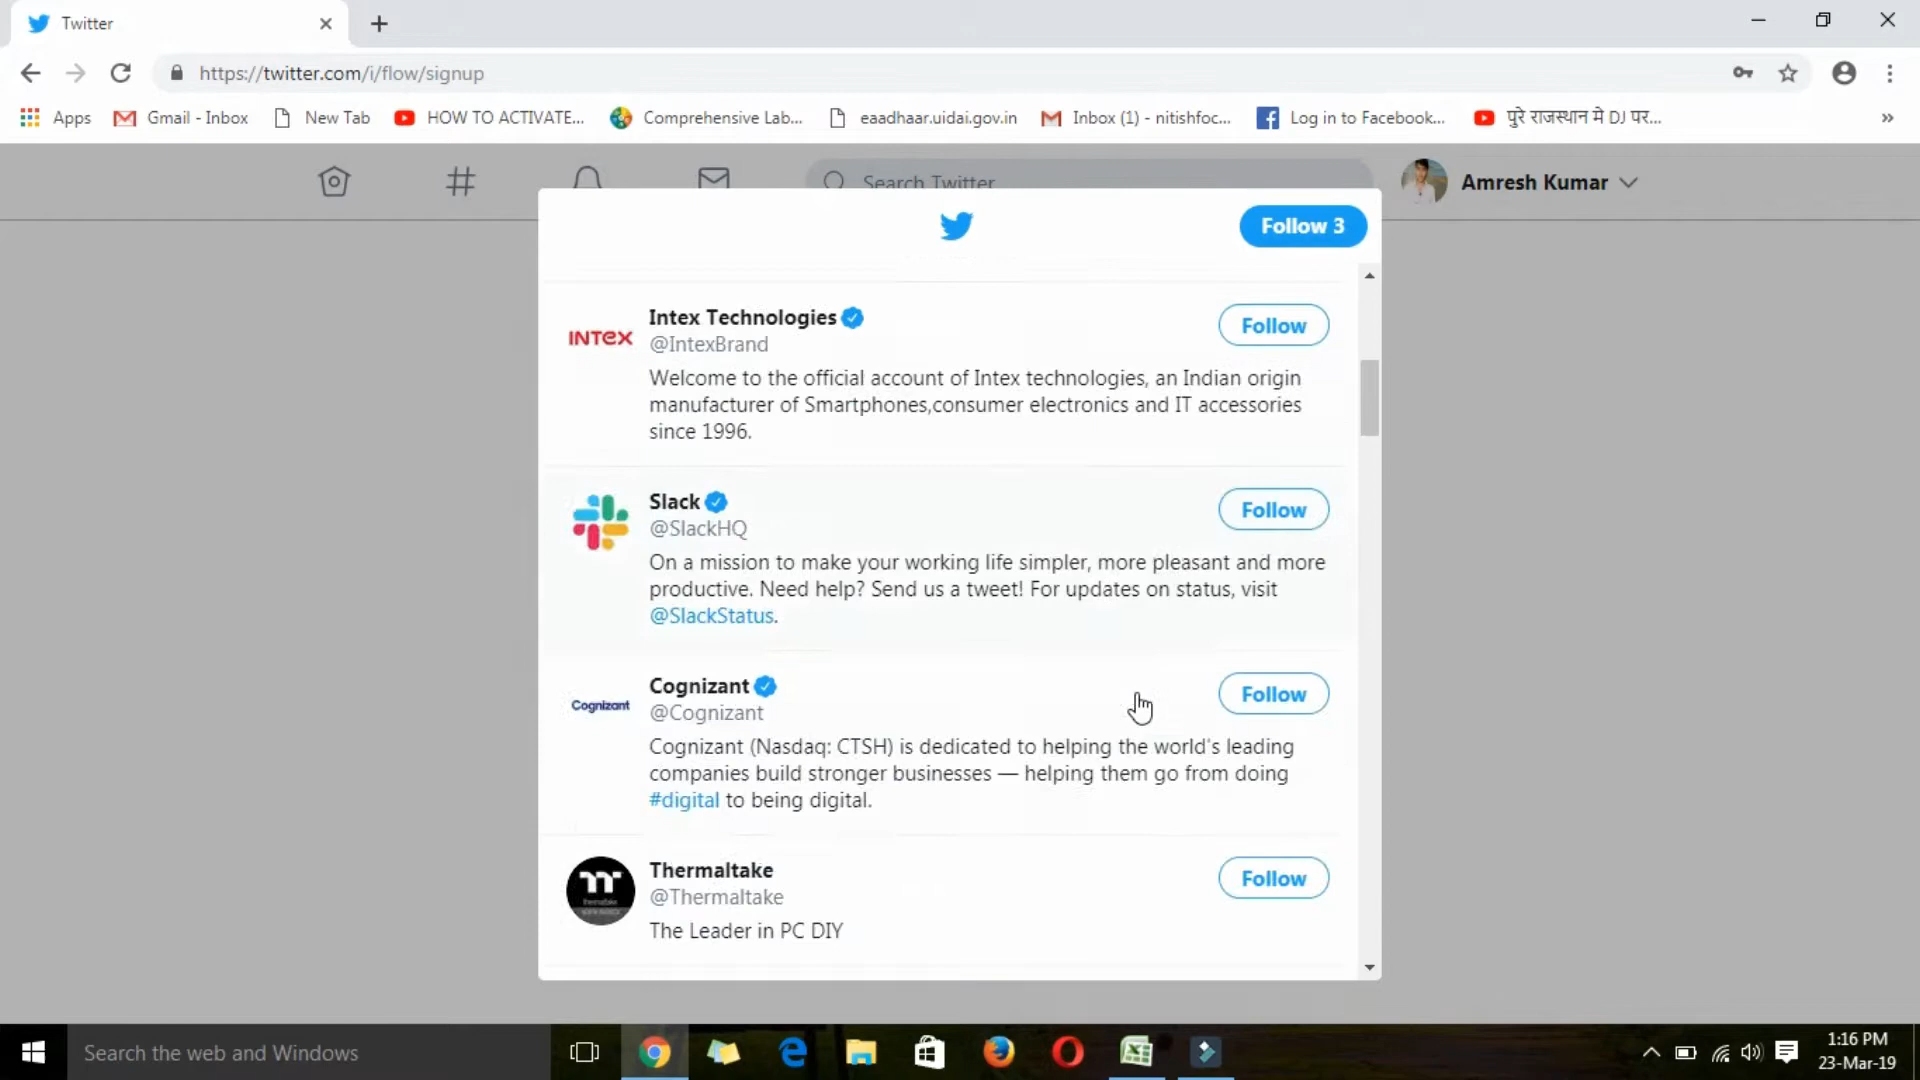 Twitter
https://twitter.com/i/flow/signup
Apps
Gmail - Inbox
New Tab
HOW TO ACTIVATE...
Comprehensive Lab...
eaadhaar.uidai.gov.in
Inbox (1) - nitishfoc...
Log in to Facebook...
पुरे राजस्थान मे DJ पर...
»
Search Twitter
Amresh Kumar
Follow 3
INTEX
Intex Technologies
@IntexBrand
Follow
Welcome to the official account of Intex technologies, an Indian origin
manufacturer of Smartphones,consumer electronics and IT accessories
since 1996.
Slack
@SlackHQ
Follow
On a mission to make your working life simpler, more pleasant and more
productive. Need help? Send us a tweet! For updates on status, visit
@SlackStatus.
Cognizant
Cognizant
@Cognizant
Follow
Cognizant (Nasdaq: CTSH) is dedicated to helping the world's leading
companies build stronger businesses — helping them go from doing
#digital to being digital.
Thermaltake
@Thermaltake
Follow
The Leader in PC DIY
Search the web and Windows
1:16 PM
23-Mar-19